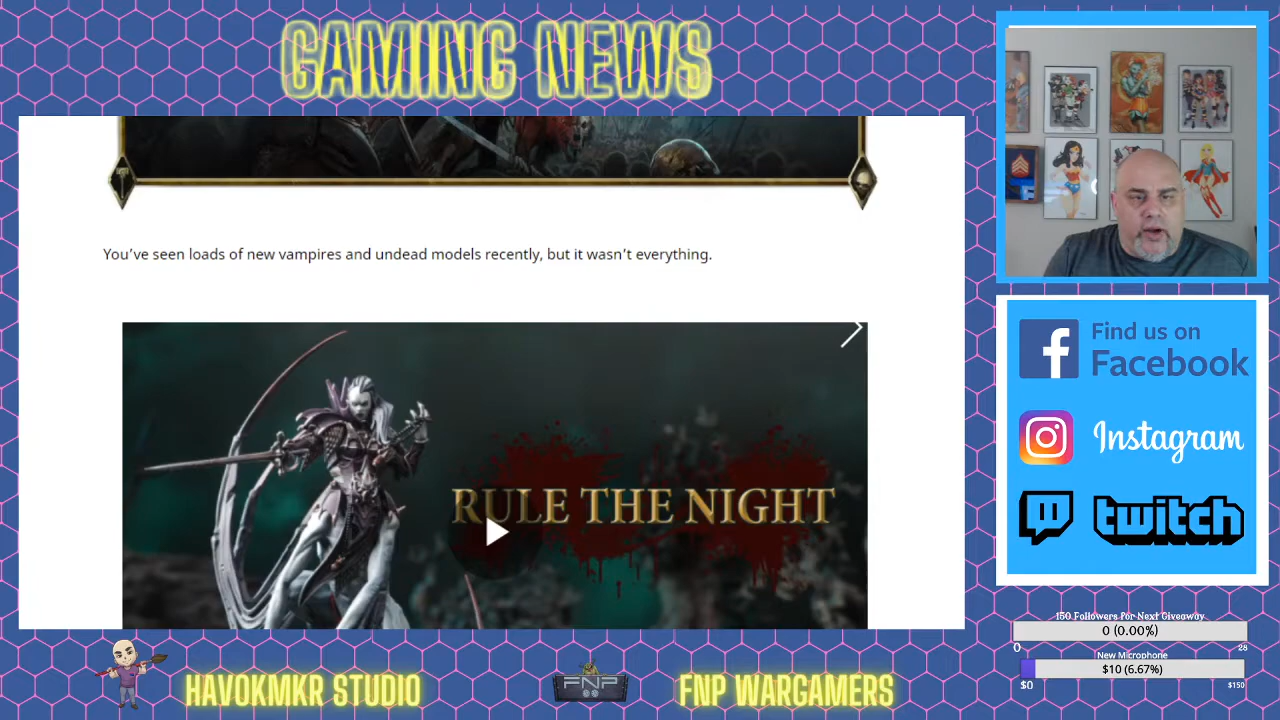 GAMING NEWS
You've seen loads of new vampires and undead models recently, but it wasn't everything.
RULE THE NIGHT
Find us on
Facebook
Instagram
twitch
150 Followers For Next Giveaway
0 (0.00%)
0 28
New Microphone
$10 (6.67%)
$0 $150
HAVOKMKR STUDIO
FNP
FNP WARGAMERS